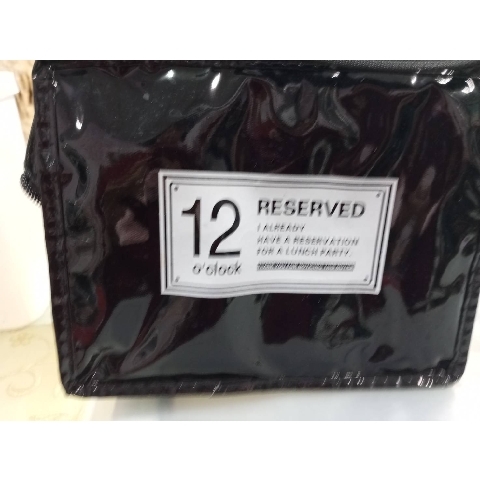 12
o'clock
RESERVED
I ALREADY
HAVE A RESERVATION
FOR A LUNCH PARTY.